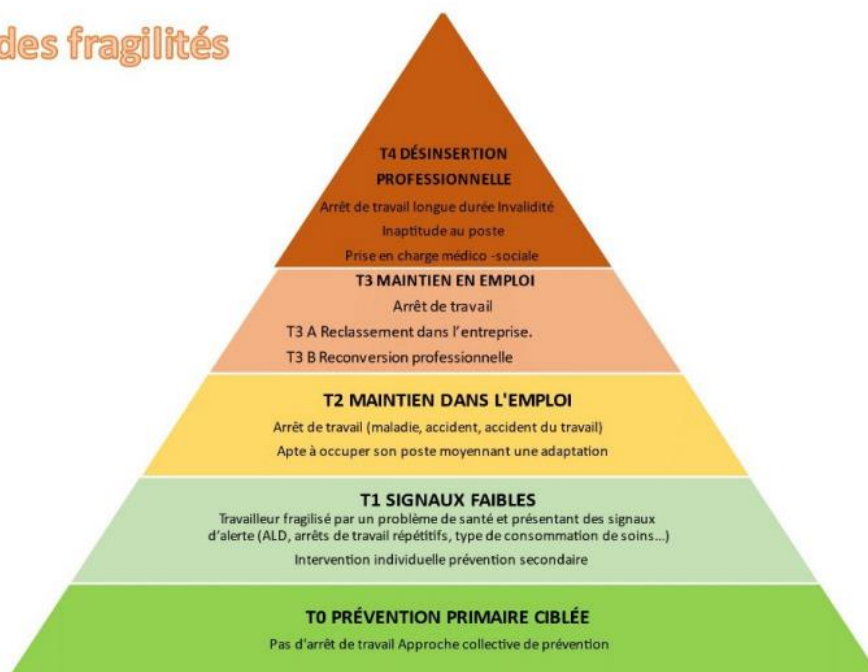 des fragilités
T4 DÉSINSERTION
PROFESSIONNELLE
Arrêt de travail longue durée Invalidité
Inaptitude au poste
Prise en charge médico -sociale
T3 MAINTIEN EN EMPLOI
Arrêt de travail
T3 A Reclassement dans l'entreprise.
T3 B Reconversion professionnelle
T2 MAINTIEN DANS L'EMPLOI
Arrêt de travail (maladie, accident, accident du travail)
Apte à occuper son poste moyennant une adaptation
T1 SIGNAUX FAIBLES
Travailleur fragilisé par un problème de santé et présentant des signaux
d'alerte (ALD, arrêts de travail répétitifs, type de consommation de soins...)
Intervention individuelle prévention secondaire
T0 PRÉVENTION PRIMAIRE CIBLÉE
Pas d'arrêt de travail Approche collective de prévention